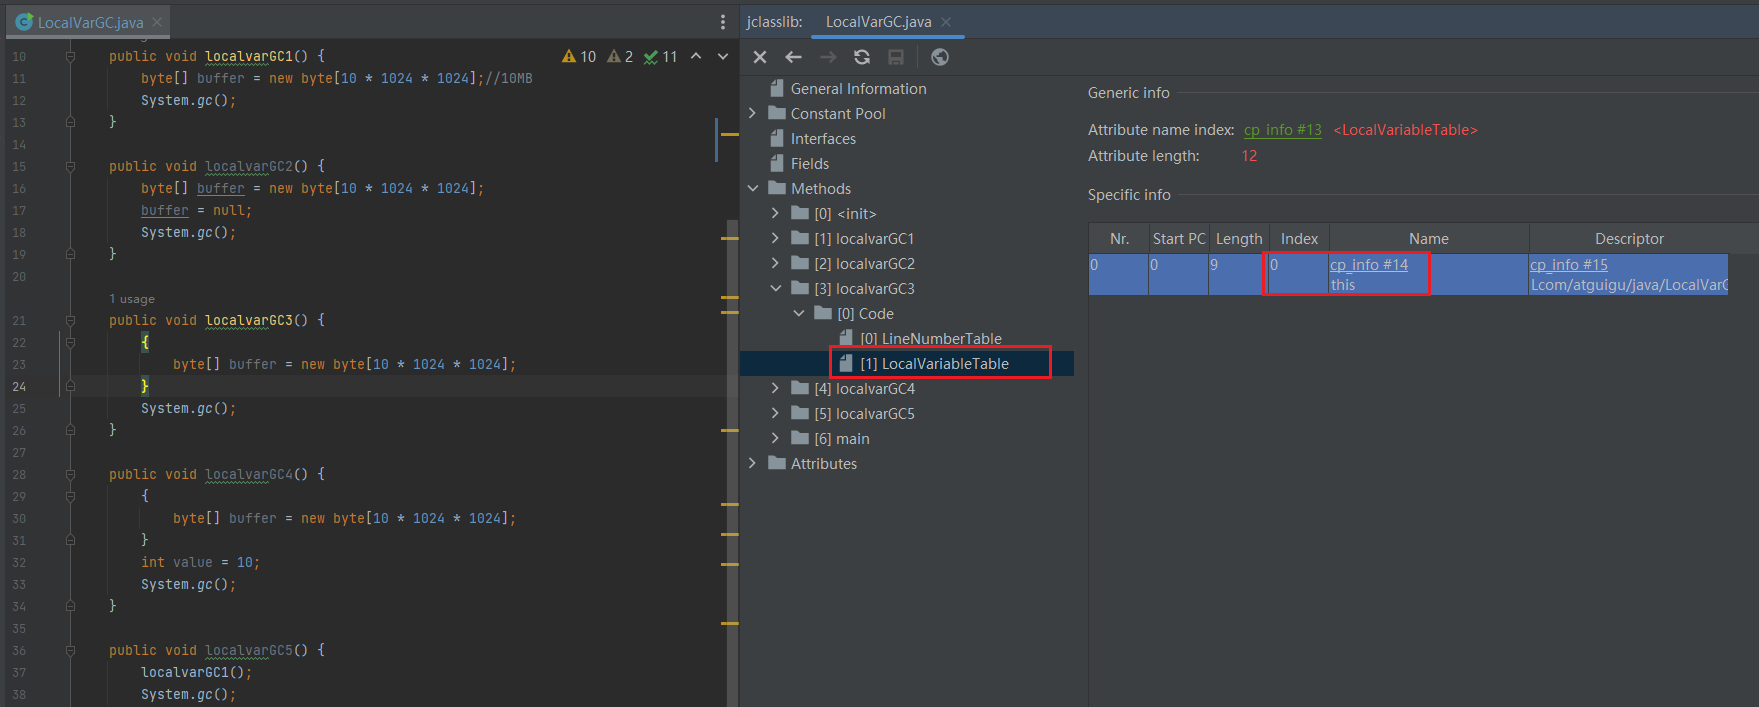 LocalVarGC.java
10 public void localvarGC1() {
10 2 11
11 byte[] buffer = new byte[10 * 1024 * 1024];//10MB
12 System.gc();
13 }
14
15 public void localvarGC2() {
16 byte[] buffer = new byte[10 * 1024 * 1024];
17 buffer = null;
18 System.gc();
19 }
20
1 usage
21 public void localvarGC3() {
22 {
23 byte[] buffer = new byte[10 * 1024 * 1024];
24 }
25 System.gc();
26 }
27
28 public void localvarGC4() {
29 {
30 byte[] buffer = new byte[10 * 1024 * 1024];
31 }
32 int value = 10;
33 System.gc();
34 }
35
36 public void localvarGC5() {
37 localvarGC1();
38 System.gc();
jclasslib: LocalVarGC.java
General Information
Constant Pool
Interfaces
Fields
Methods
[0] <init>
[1] localvarGC1
[2] localvarGC2
[3] localvarGC3
[0] Code
[0] LineNumberTable
[1] LocalVariableTable
[4] localvarGC4
[5] localvarGC5
[6] main
Attributes
Generic info
Attribute name index: cp_info #13 <LocalVariableTable>
Attribute length: 12
Specific info
Nr. Start PC Length Index Name Descriptor
0 0 9 0 cp_info #14 cp_info #15
this Lcom/atguigu/java/LocalVarG